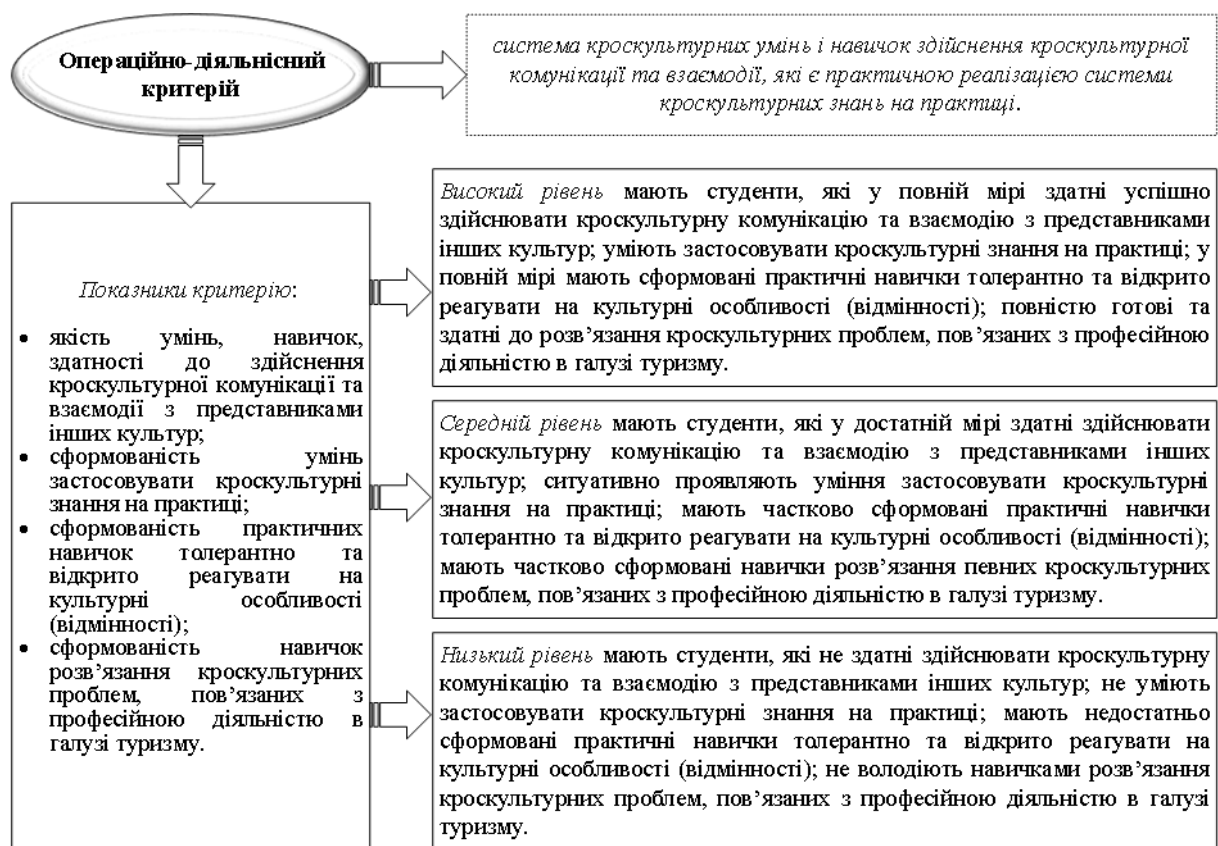 Операційно-діяльнісний
критерій
система кроскультурних умінь і навичок здійснення кроскультурної
комунікації та взаємодії, які є практичною реалізацією системи
кроскультурних знань на практиці.
Показники критерію:
• якість умінь, навичок,
здатності до здійснення
кроскультурної комунікації та
взаємодії з представниками
інших культур;
• сформованість умінь
застосовувати кроскультурні
знання на практиці;
• сформованість практичних
навичок толерантно та
відкрито реагувати на
культурні особливості
(відмінності);
• сформованість навичок
розв’язання кроскультурних
проблем, пов’язаних з
професійною діяльністю в
галузі туризму.
Високий рівень мають студенти, які у повній мірі здатні успішно
здійснювати кроскультурну комунікацію та взаємодію з представниками
інших культур; уміють застосовувати кроскультурні знання на практиці; у
повній мірі мають сформовані практичні навички толерантно та відкрито
реагувати на культурні особливості (відмінності); повністю готові та
здатні до розв’язання кроскультурних проблем, пов’язаних з професійною
діяльністю в галузі туризму.
Середній рівень мають студенти, які у достатній мірі здатні здійснювати
кроскультурну комунікацію та взаємодію з представниками інших
культур; ситуативно проявляють уміння застосовувати кроскультурні
знання на практиці; мають частково сформовані практичні навички
толерантно та відкрито реагувати на культурні особливості (відмінності);
мають частково сформовані навички розв’язання певних кроскультурних
проблем, пов’язаних з професійною діяльністю в галузі туризму.
Низький рівень мають студенти, які не здатні здійснювати кроскультурну
комунікацію та взаємодію з представниками інших культур; не уміють
застосовувати кроскультурні знання на практиці; мають недостатньо
сформовані практичні навички толерантно та відкрито реагувати на
культурні особливості (відмінності); не володіють навичками розв’язання
кроскультурних проблем, пов’язаних з професійною діяльністю в галузі
туризму.